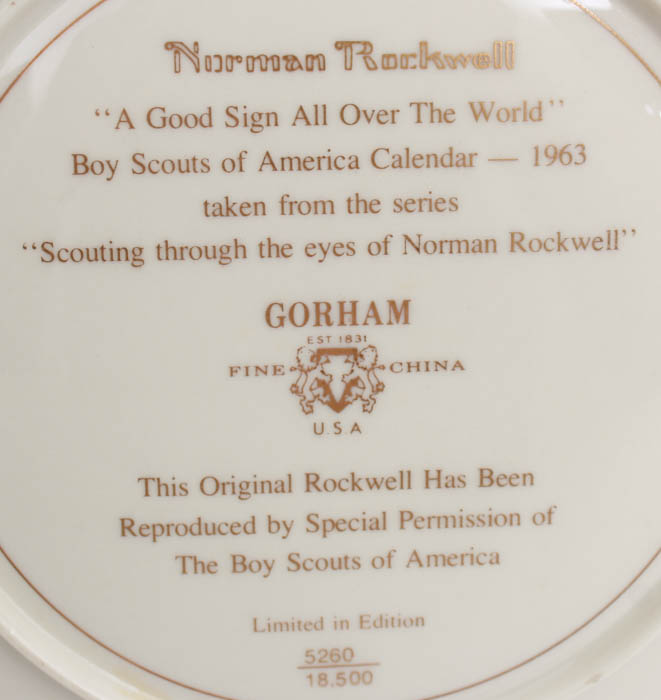 Norman Rockwell
"A Good Sign All Over The World"
Boy Scouts of America Calendar — 1963
taken from the series
"Scouting through the eyes of Norman Rockwell"
GORHAM
EST 1831
FINE CHINA
U.S.A
This Original Rockwell Has Been
Reproduced by Special Permission of
The Boy Scouts of America
Limited in Edition
5260
18.500